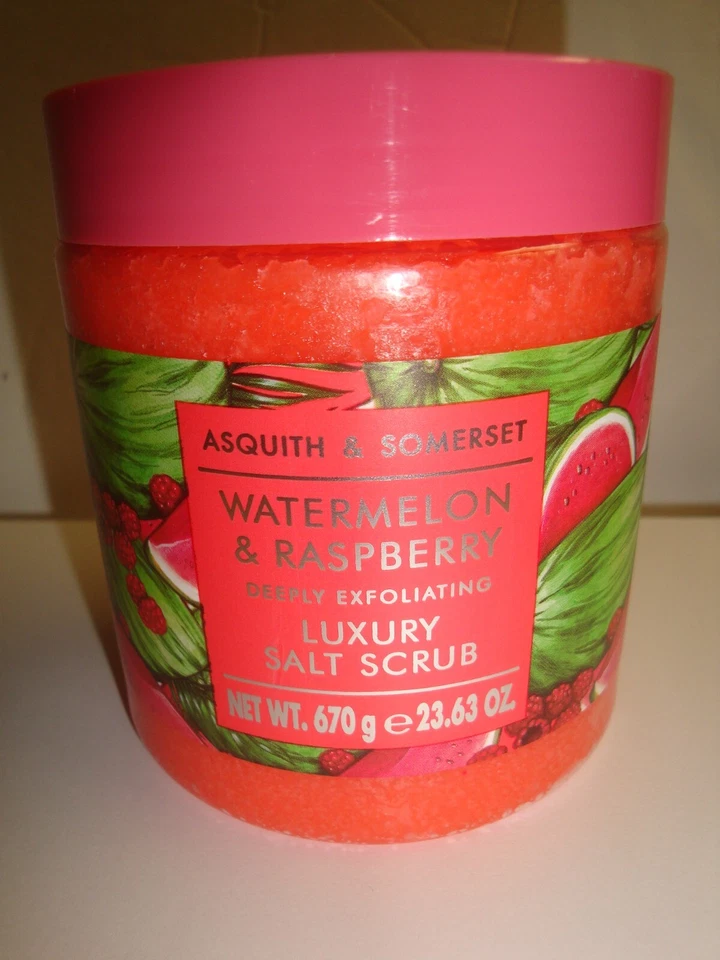 ASQUITH & SOMERSET
WATERMELON
& RASPBERRY
DEEPLY EXFOLIATING
LUXURY
SALT SCRUB
NET WT. 670 g e 23.63 OZ.